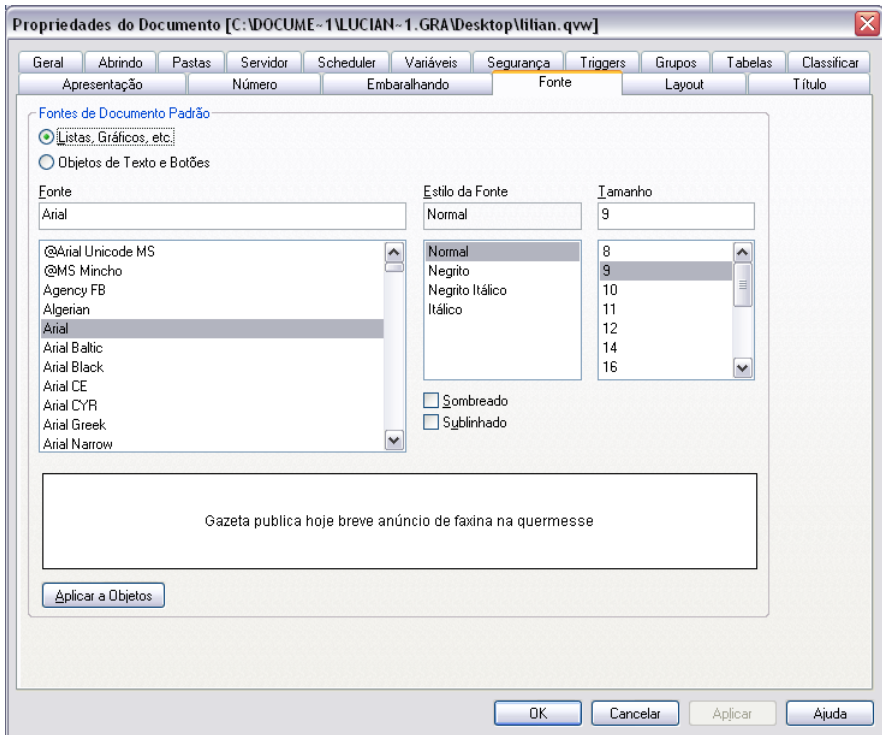 Propriedades do Documento [C:\DOCUME~1\LUCIAN~1.GRA\Desktop\lilian.qvw]
Geral Abrindo Pastas Servidor Scheduler Variáveis Segurança Triggers Grupos Tabelas Classificar
Apresentação Número Embaralhando Fonte Layout Título
Fontes de Documento Padrão
Listas, Gráficos, etc.
Objetos de Texto e Botões
Fonte Estilo da Fonte Tamanho
Arial Normal 9
@Arial Unicode MS Normal 8
@MS Mincho Negrito 9
Agency FB Negrito Itálico 10
Algerian Itálico 11
Arial 12
Arial Baltic 14
Arial Black 16
Arial CE
Arial CYR Sombreado
Arial Greek Sublinhado
Arial Narrow
Gazeta publica hoje breve anúncio de faxina na quermesse
Aplicar a Objetos
OK Cancelar Aplicar Ajuda